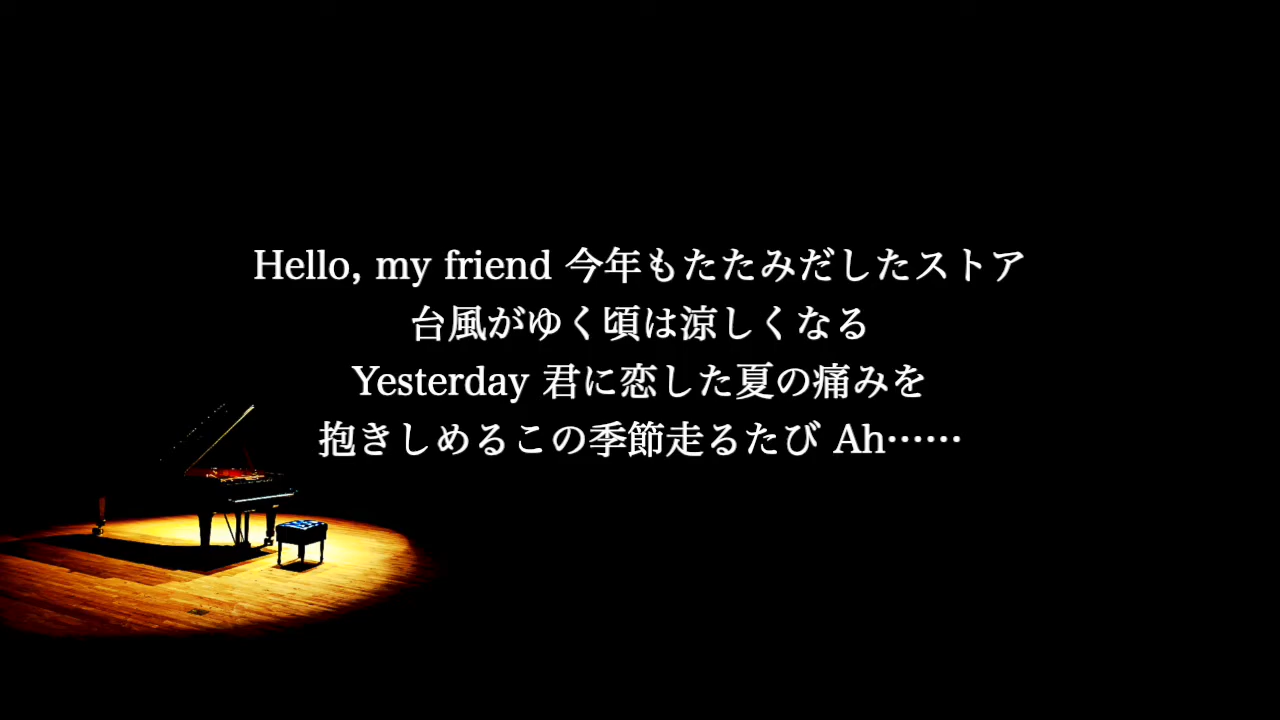 Hello, my friend 今年もたたみだしたストア
台風がゆく頃は涼しくなる
Yesterday 君に恋した夏の痛みを
抱きしめるこの季節走るたび Ah……